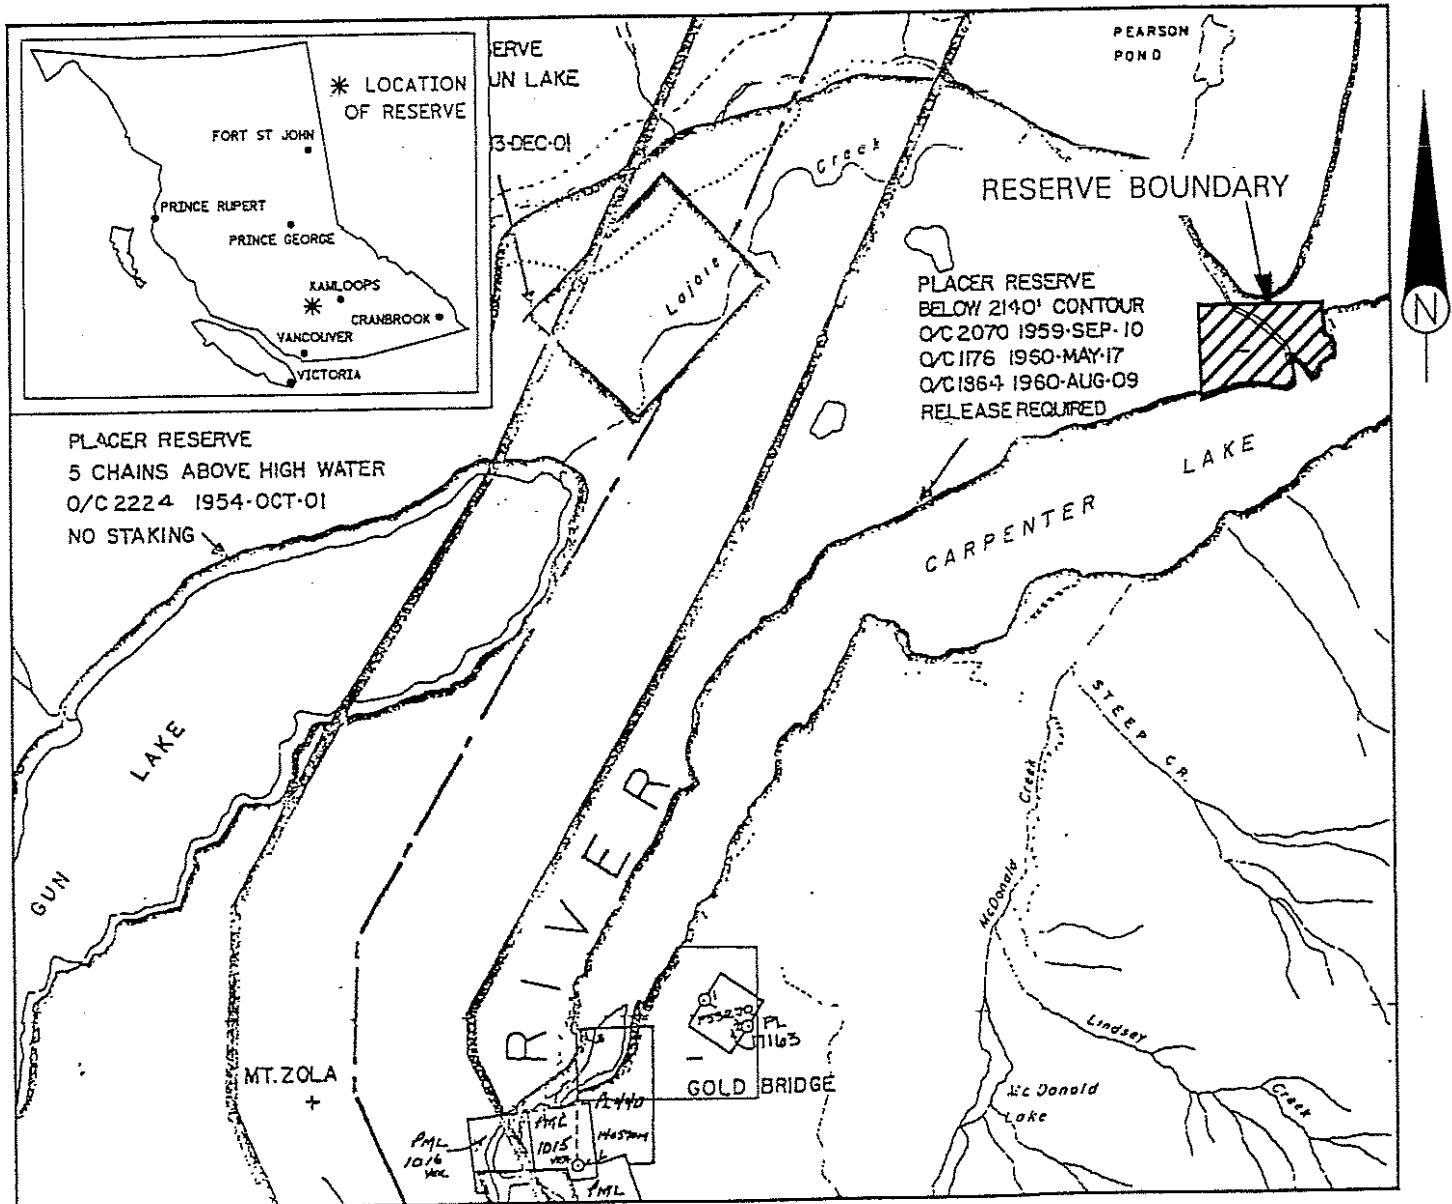 * LOCATION
OF RESERVE
FORT ST JOHN
PRINCE RUPERT
PRINCE GEORGE
KAMLOOPS
CRANBROOK
VANCOUVER
VICTORIA
ERVE
UN LAKE
13-DEC-01
PEARSON
POND
Creek
Lajoie
RESERVE BOUNDARY
N
PLACER RESERVE
BELOW 2140' CONTOUR
O/C 2070 1959-SEP-10
O/C 1176 1960-MAY-17
O/C 1864 1960-AUG-09
RELEASE REQUIRED
PLACER RESERVE
5 CHAINS ABOVE HIGH WATER
O/C 2224 1954-OCT-01
NO STAKING
CARPENTER LAKE
GUN LAKE
RIVER
STEEP CR.
McDonald Creek
Lindsay Creek
McDonald
Lake
MT. ZOLA
+
PL
17163
1
GOLD BRIDGE
PML
1016
PML
1015
PML